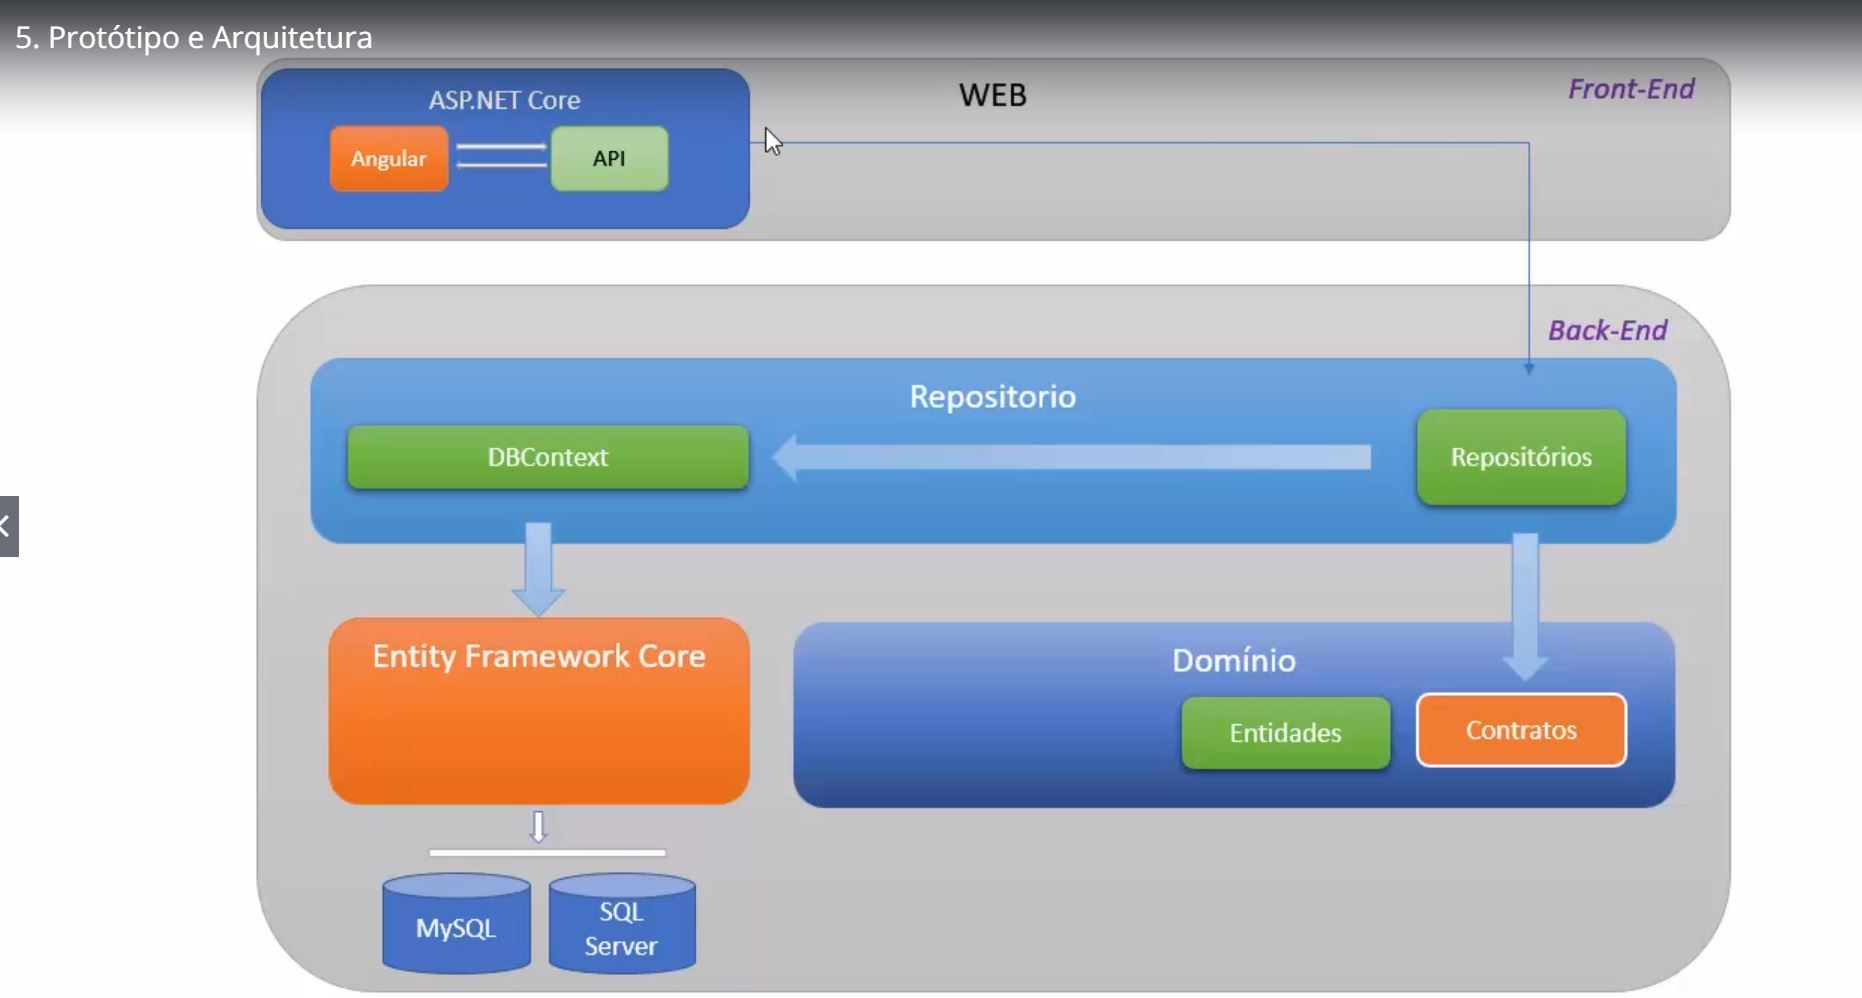 5. Protótipo e Arquitetura
ASP.NET Core
WEB
Front-End
Angular
API
Back-End
Repositorio
DBContext
Repositórios
Entity Framework Core
Domínio
Entidades
Contratos
MySQL
SQL
Server